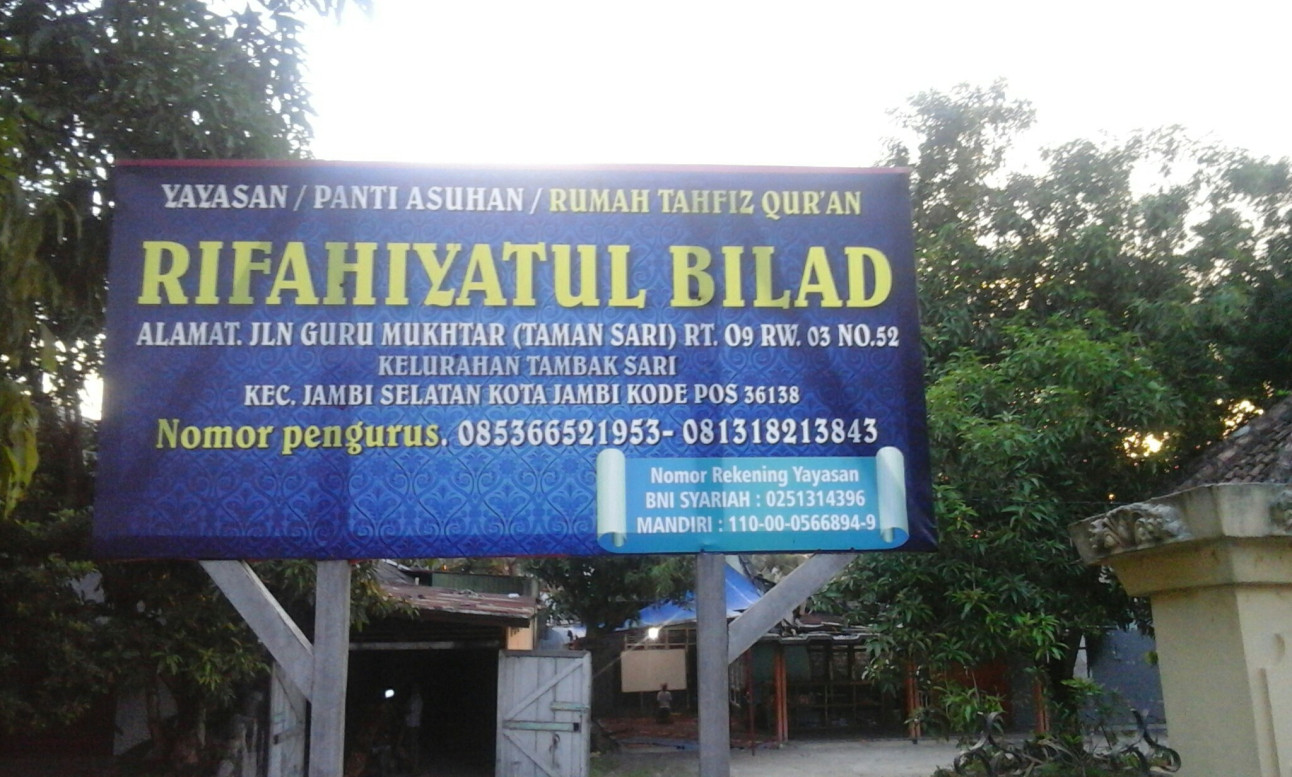 YAYASAN / PANTI ASUHAN / RUMAH TAHFIZ QUR'AN
RIFAHIYATUL BILAD
ALAMAT. JLN GURU MUKHTAR (TAMAN SARI) RT. O9 RW. 03 NO.52
KELURAHAN TAMBAK SARI
KEC. JAMBI SELATAN KOTA JAMBI KODE POS 36138
Nomor pengurus. 085366521953- 081318213843
Nomor Rekening Yayasan
BNI SYARIAH : 0251314396
MANDIRI : 110-00-0566894-9